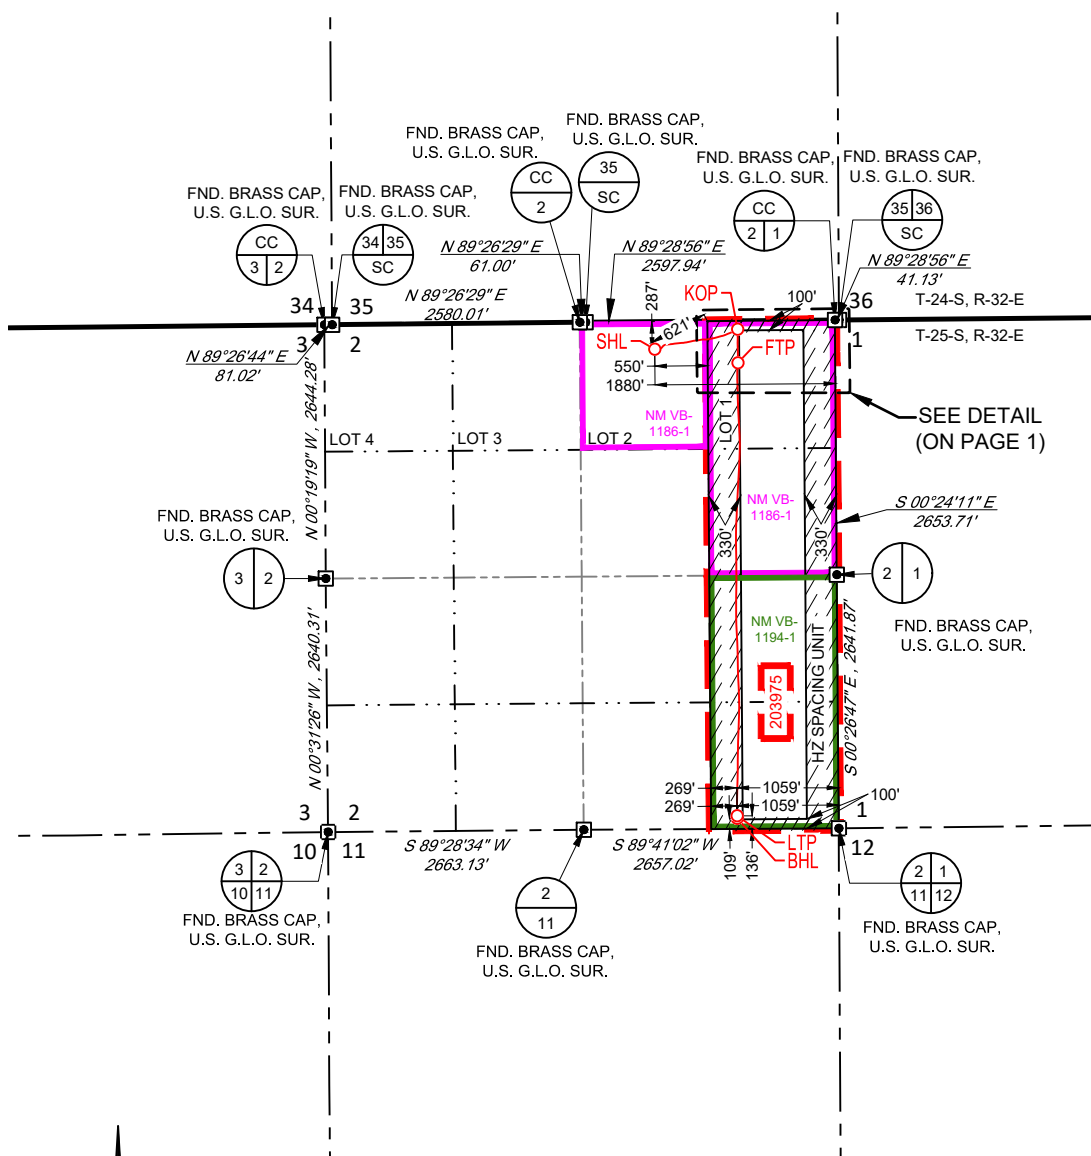 FND. BRASS CAP,
U.S. G.L.O. SUR.
CC
3 2
FND. BRASS CAP,
U.S. G.L.O. SUR.
34 35
SC
FND. BRASS CAP,
U.S. G.L.O. SUR.
CC
2
FND. BRASS CAP,
U.S. G.L.O. SUR.
35
SC
FND. BRASS CAP,
U.S. G.L.O. SUR.
CC
2 1
FND. BRASS CAP,
U.S. G.L.O. SUR.
35 36
SC
N 89°26'29" E
61.00'
N 89°28'56" E
2597.94'
N 89°28'56" E
41.13'
N 89°26'29" E
2580.01'
34
35
3
2
36
1
T-24-S, R-32-E
T-25-S, R-32-E
N 89°26'44" E
81.02'
287'
KOP
100'
621'
SHL
FTP
550'
1880'
SEE DETAIL
(ON PAGE 1)
N 00°19'19" W , 2644.28'
NM VB-
1186-1
LOT 1
LOT 4
LOT 3
LOT 2
NM VB-
1186-1
S 00°24'11" E
2653.71'
330'
330'
FND. BRASS CAP,
U.S. G.L.O. SUR.
3 2
2 1
FND. BRASS CAP,
U.S. G.L.O. SUR.
NM VB-
1194-1
N 00°31'26" W , 2640.31'
203975
HZ SPACING UNIT
S 00°26'47" E , 2641.87'
269'
1059'
269'
1059'
100'
3
2
10
11
1
12
S 89°28'34" W
2663.13'
S 89°41'02" W
2657.02'
109'
136'
LTP
BHL
3 2
10 11
FND. BRASS CAP,
U.S. G.L.O. SUR.
2
11
FND. BRASS CAP,
U.S. G.L.O. SUR.
2 1
11 12
FND. BRASS CAP,
U.S. G.L.O. SUR.